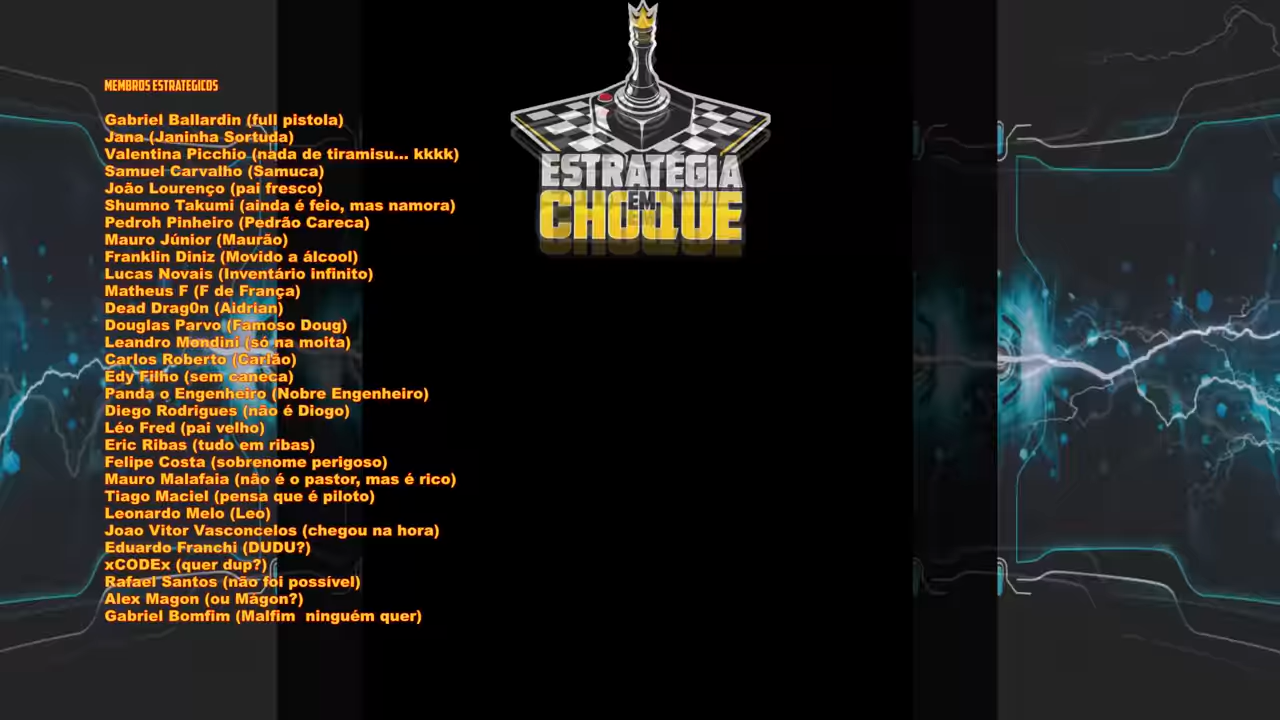 MEMBROS ESTRATEGICOS
Gabriel Ballardin (full pistola)
Jana (Janinha Sortuda)
Valentina Picchio (nada de tiramisu... kkkk)
Samuel Carvalho (Samuca)
João Lourenço (pai fresco)
Shumno Takumi (ainda é feio, mas namora)
Pedroh Pinheiro (Pedrão Careca)
Mauro Júnior (Maurão)
Franklin Diniz (Movido a álcool)
Lucas Novais (Inventário infinito)
Matheus F (F de França)
Dead Drag0n (Aidrian)
Douglas Parvo (Famoso Doug)
Leandro Mendini (só na moita)
Carlos Roberto (Carlão)
Edy Filho (sem caneca)
Panda o Engenheiro (Nobre Engenheiro)
Diego Rodrigues (não é Diogo)
Léo Fred (pai velho)
Eric Ribas (tudo em ribas)
Felipe Costa (sobrenome perigoso)
Mauro Malafaia (não é o pastor, mas é rico)
Tiago Maciel (pensa que é piloto)
Leonardo Melo (Leo)
Joao Vitor Vasconcelos (chegou na hora)
Eduardo Franchi (DUDU?)
xCODEx (quer dup?)
Rafael Santos (não foi possível)
Alex Magon (ou Mágon?)
Gabriel Bomfim (Malfim  ninguém quer)
ESTRATÉGIA
EM
CHOQUE